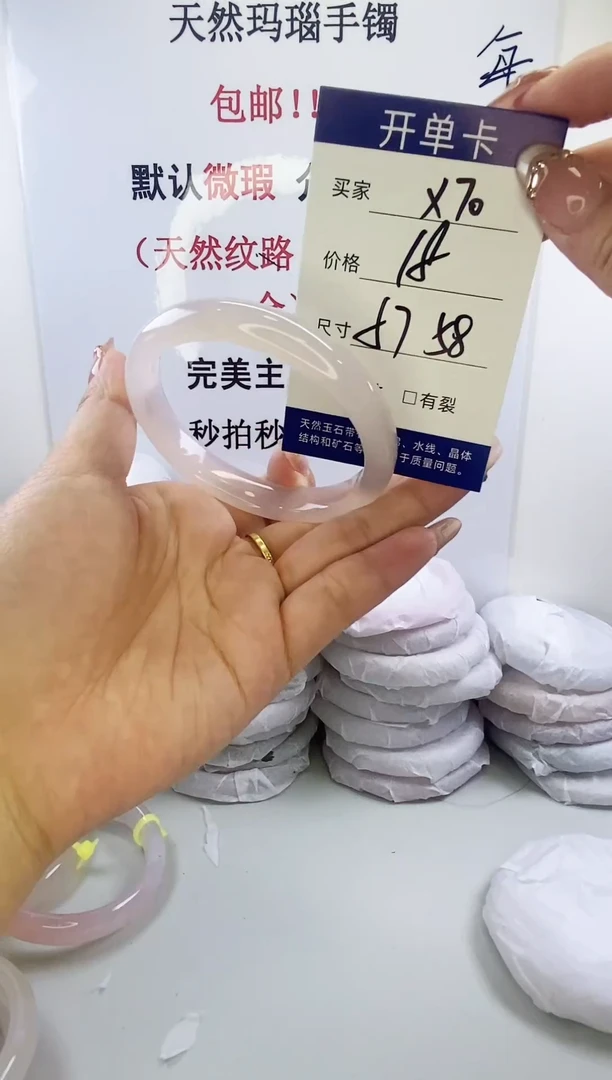 天然玛瑙手镯
每
包邮!!
默认微瑕
(天然纹路
完美主
秒拍秒
开单卡
买家 X70
价格 18
尺寸 57 58
□有裂
天然玉石带
、水线、晶体
结构和矿石等
于质量问题。